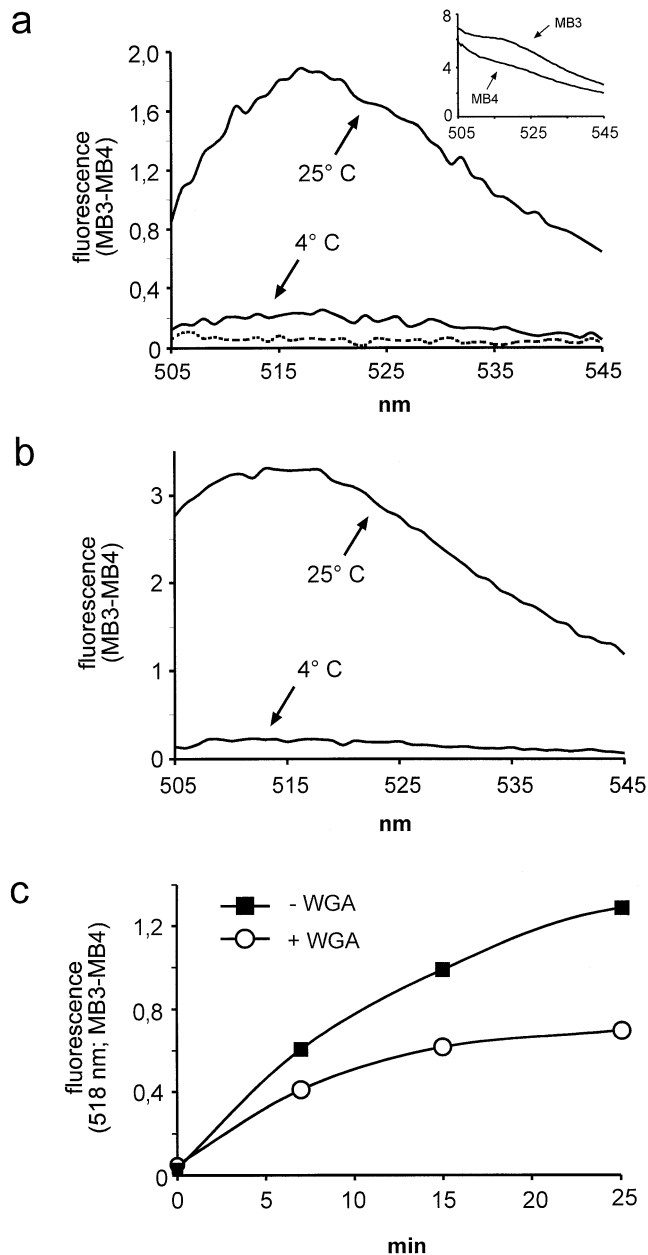 a
fluorescence
(MB3-MB4)
2,0
1,6
1,2
0,8
0,4
0
25° C
4° C
505
515
525
535
545
nm
8
4
0
MB3
MB4
505
525
545
b
fluorescence
(MB3-MB4)
3
2
1
0
25° C
4° C
505
515
525
535
545
nm
c
fluorescence
(518 nm; MB3-MB4)
- WGA
+ WGA
1,2
0,8
0,4
0
0
5
10
15
20
25
min